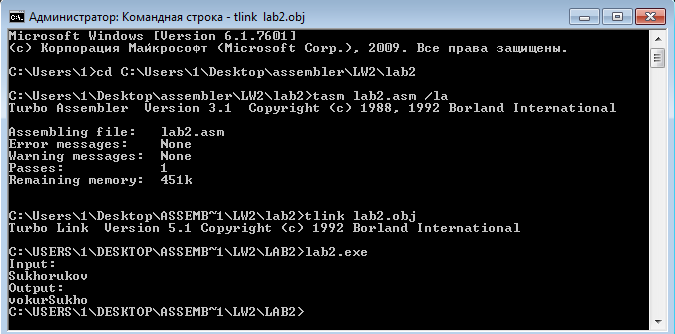 Администратор: Командная строка - tlink lab2.obj
Microsoft Windows [Version 6.1.7601]
(c) Корпорация Майкрософт (Microsoft Corp.), 2009. Все права защищены.
C:\Users\1>cd C:\Users\1\Desktop\assembler\LW2\lab2
C:\Users\1\Desktop\assembler\LW2\lab2>tasm lab2.asm /la
Turbo Assembler  Version 3.1  Copyright (c) 1988, 1992 Borland International
Assembling file:   lab2.asm
Error messages:    None
Warning messages:  None
Passes:            1
Remaining memory:  451k
C:\Users\1\Desktop\ASSEMB~1\LW2\lab2>tlink lab2.obj
Turbo Link  Version 5.1 Copyright (c) 1992 Borland International
C:\USERS\1\DESKTOP\ASSEMB~1\LW2\LAB2>lab2.exe
Input:
Sukhorukov
Output:
vokurSukho
C:\USERS\1\DESKTOP\ASSEMB~1\LW2\LAB2>